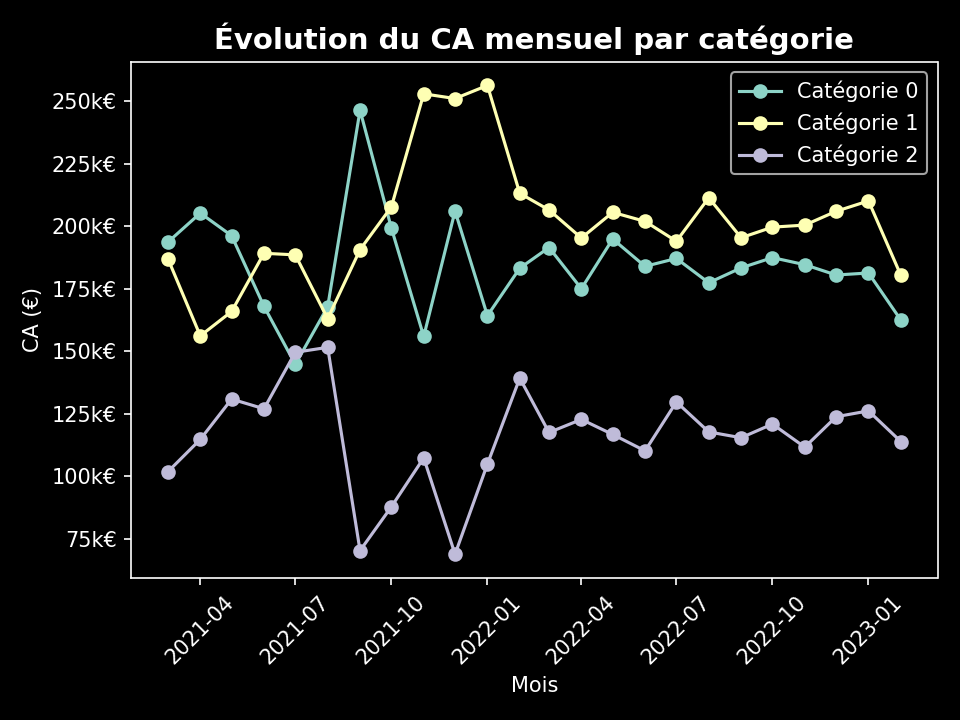 Évolution du CA mensuel par catégorie
250k€
225k€
200k€
175k€
150k€
125k€
100k€
75k€
CA (€)
Catégorie 0
Catégorie 1
Catégorie 2
2021-04
2021-07
2021-10
2022-01
2022-04
2022-07
2022-10
2023-01
Mois